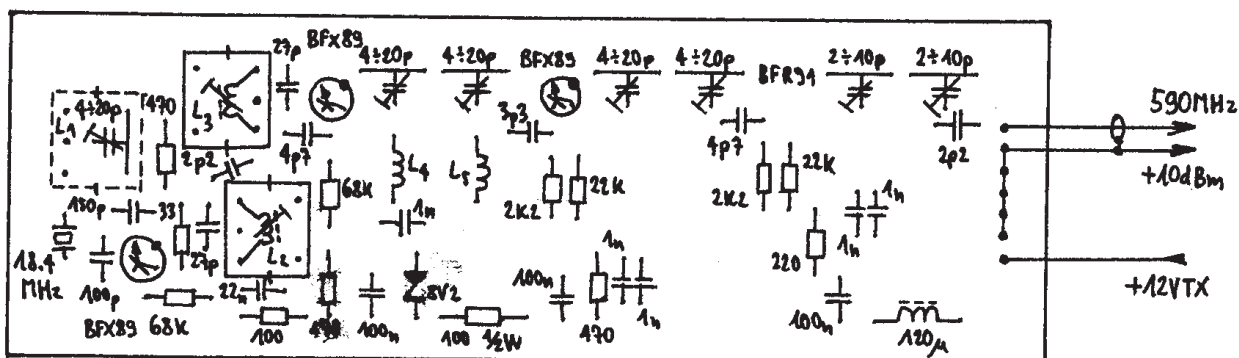 27p BFX89 4÷20p 4÷20p BFX89 4÷20p 4÷20p BFR91 2÷10p 2÷10p
4÷20p 470 L3
L1
590MHz
2p2 4p7 3p3 4p7 2p2
+10dBm
68K L4 L5 2K2 22K 2K2 22K
150p 33 27p L2 1n 1n 1n
18.4
MHz
100p 22n 100n 8V2 100n 1n 220
+12VTX
BFX89 68K 100 470 100n 100 ½W 470 1n 100n 120µ